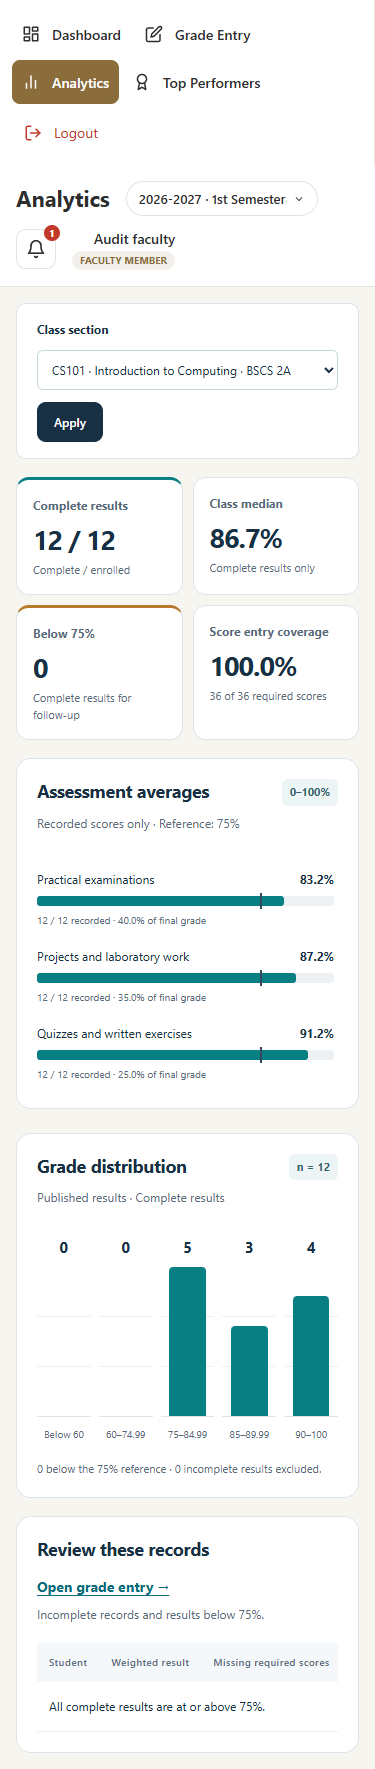 Dashboard
Grade Entry
Analytics
Top Performers
Logout
Analytics
2026-2027 · 1st Semester
1
Audit faculty
FACULTY MEMBER
Class section
CS101 · Introduction to Computing · BSCS 2A
Apply
Complete results
12 / 12
Complete / enrolled
Class median
86.7%
Complete results only
Below 75%
0
Complete results for
follow-up
Score entry coverage
100.0%
36 of 36 required scores
Assessment averages
0–100%
Recorded scores only · Reference: 75%
Practical examinations 83.2%
12 / 12 recorded · 40.0% of final grade
Projects and laboratory work 87.2%
12 / 12 recorded · 35.0% of final grade
Quizzes and written exercises 91.2%
12 / 12 recorded · 25.0% of final grade
Grade distribution
n = 12
Published results · Complete results
0 0 5 3 4
Below 60 60–74.99 75–84.99 85–89.99 90–100
0 below the 75% reference · 0 incomplete results excluded.
Review these records
Open grade entry →
Incomplete records and results below 75%.
Student Weighted result Missing required scores
All complete results are at or above 75%.